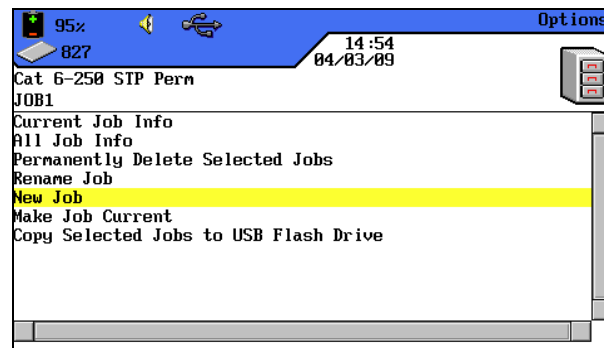 95% Options
827 14:54
04/03/09
Cat 6-250 STP Perm
JOB1
Current Job Info
All Job Info
Permanently Delete Selected Jobs
Rename Job
New Job
Make Job Current
Copy Selected Jobs to USB Flash Drive